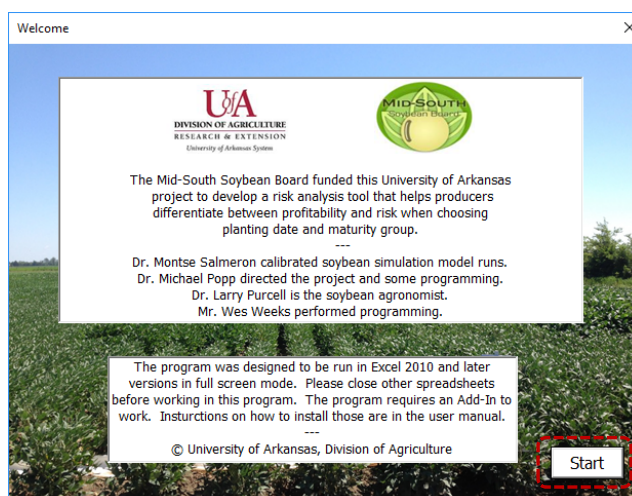 Welcome
UofA
DIVISION OF AGRICULTURE
RESEARCH & EXTENSION
University of Arkansas System
MID-SOUTH
Soybean Board
The Mid-South Soybean Board funded this University of Arkansas
project to develop a risk analysis tool that helps producers
differentiate between profitability and risk when choosing
planting date and maturity group.
---
Dr. Montse Salmeron calibrated soybean simulation model runs.
Dr. Michael Popp directed the project and some programming.
Dr. Larry Purcell is the soybean agronomist.
Mr. Wes Weeks performed programming.
The program was designed to be run in Excel 2010 and later
versions in full screen mode.  Please close other spreadsheets
before working in this program.  The program requires an Add-In to
work.  Insturctions on how to install those are in the user manual.
---
© University of Arkansas, Division of Agriculture
Start